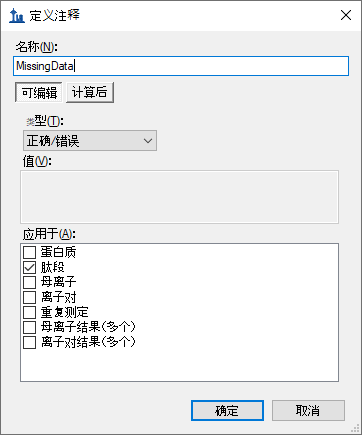 定义注释
名称(N):
MissingData
可编辑 计算后
类型(T):
正确/错误
值(V):
应用于(A):
蛋白质
肽段
母离子
离子对
重复测定
母离子结果(多个)
离子对结果(多个)
确定 取消